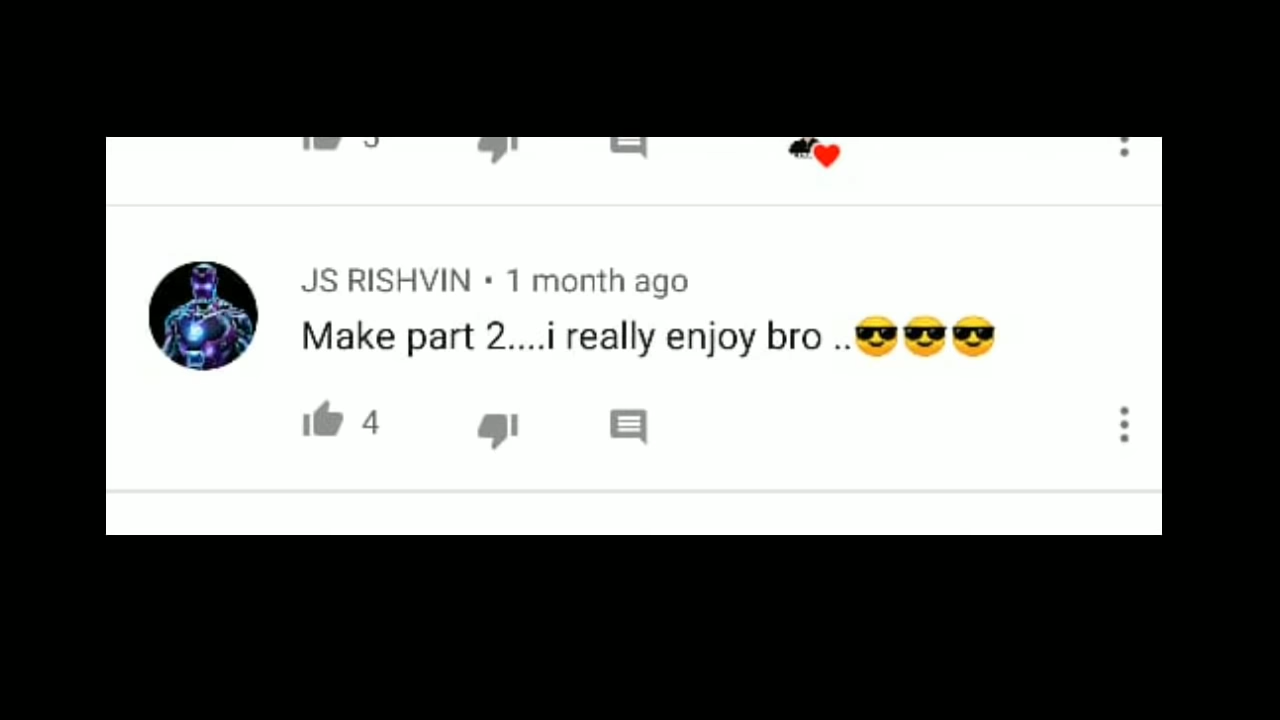 JS RISHVIN • 1 month ago
Make part 2....i really enjoy bro ..😎😎😎
4